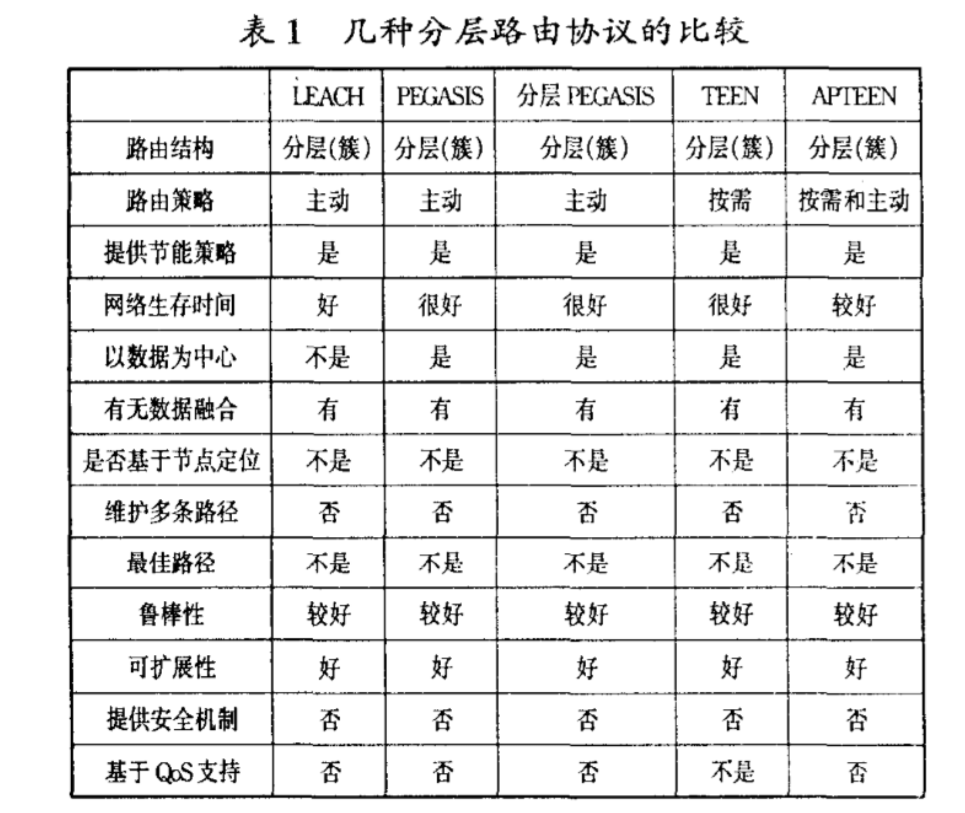 表 1 几种分层路由协议的比较
LEACH PEGASIS 分层 PEGASIS TEEN APTEEN
路由结构 分层(簇) 分层(簇) 分层(簇) 分层(簇) 分层(簇)
路由策略 主动 主动 主动 按需 按需和主动
提供节能策略 是 是 是 是 是
网络生存时间 好 很好 很好 很好 较好
以数据为中心 不是 是 是 是 是
有无数据融合 有 有 有 有 有
是否基于节点定位 不是 不是 不是 不是 不是
维护多条路径 否 否 否 否 否
最佳路径 不是 不是 不是 不是 不是
鲁棒性 较好 较好 较好 较好 较好
可扩展性 好 好 好 好 好
提供安全机制 否 否 否 否 否
基于 QoS 支持 否 否 否 不是 否